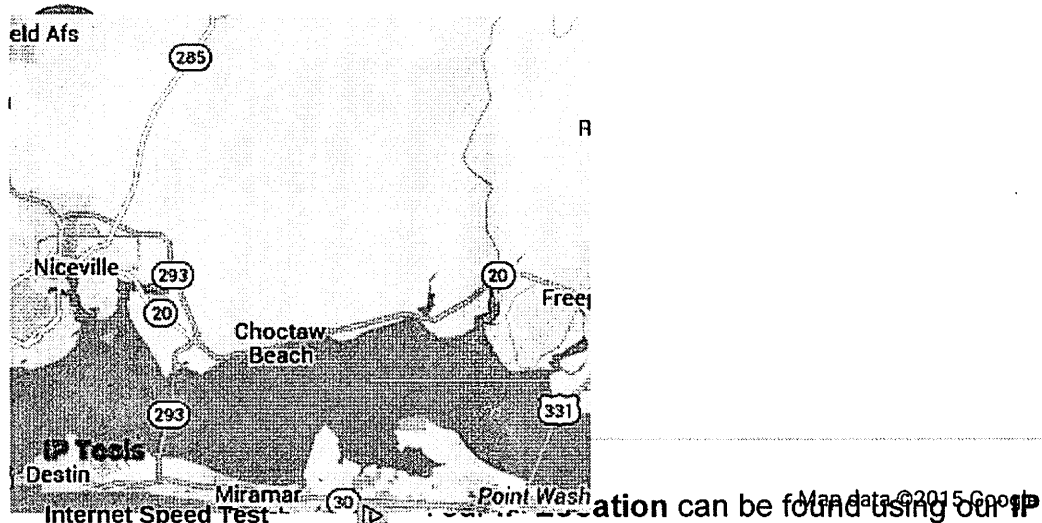 eld Afs
285
R
Niceville
293
20
20
Freep
Choctaw
Beach
293
331
IP Tools
Destin
Miramar
30
Point Wash
Map data ©2015 Google
Internet Speed Test
Location can be found using our IP